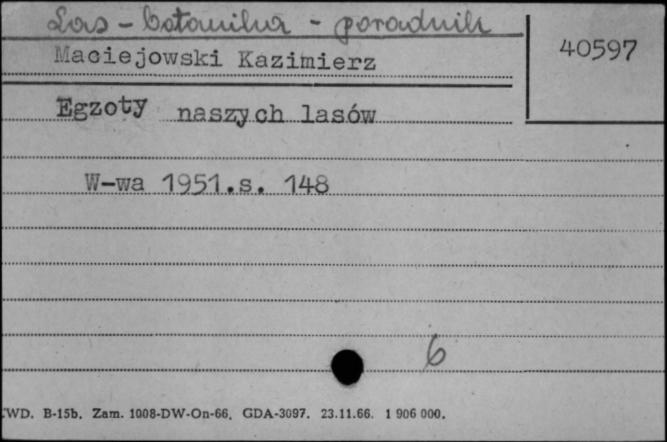 Las - botanika - poradnik
Maciejowski Kazimierz
40597
Egzoty naszych lasów
W-wa 1951.s. 148
6
WD. B-15b. Zam. 1008-DW-On-66. GDA-3097. 23.11.66. 1 906 000.